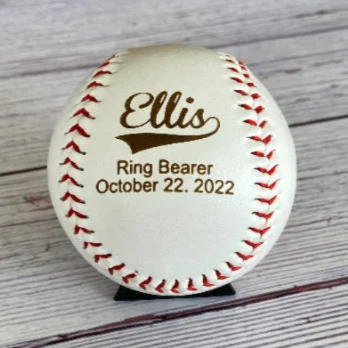 Ellis
Ring Bearer
October 22. 2022